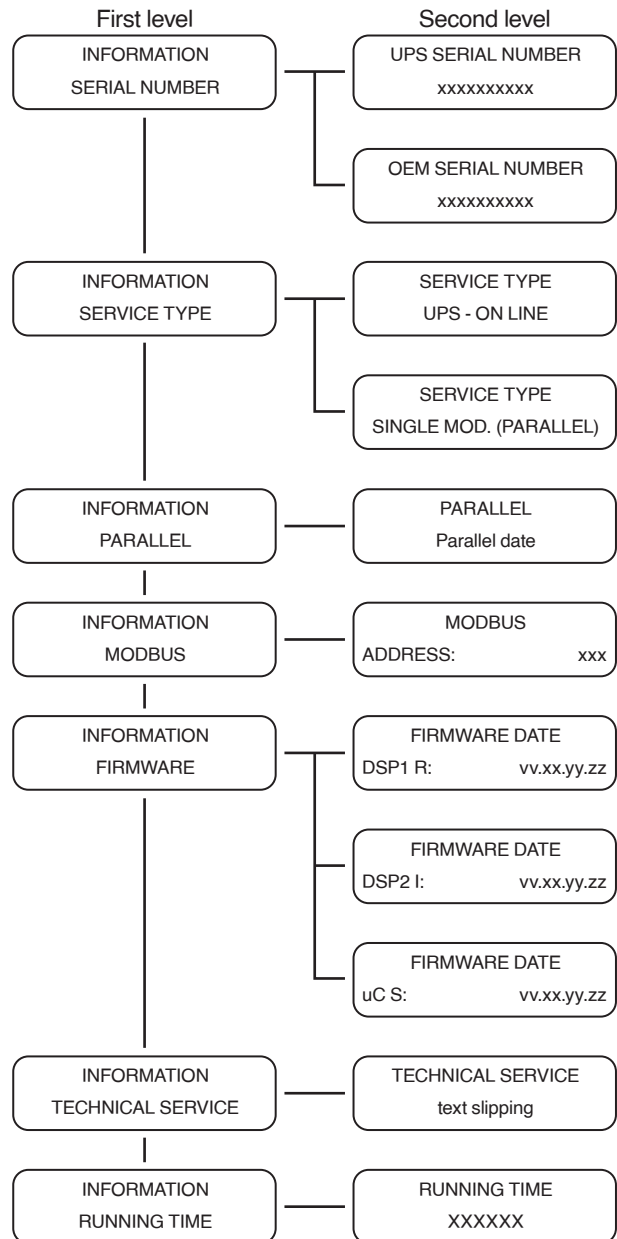 First level
Second level
INFORMATION
SERIAL NUMBER
UPS SERIAL NUMBER
xxxxxxxxxx
OEM SERIAL NUMBER
xxxxxxxxxx
INFORMATION
SERVICE TYPE
SERVICE TYPE
UPS - ON LINE
SERVICE TYPE
SINGLE MOD. (PARALLEL)
INFORMATION
PARALLEL
PARALLEL
Parallel date
INFORMATION
MODBUS
MODBUS
ADDRESS: xxx
INFORMATION
FIRMWARE
FIRMWARE DATE
DSP1 R: vv.xx.yy.zz
FIRMWARE DATE
DSP2 I: vv.xx.yy.zz
FIRMWARE DATE
uC S: vv.xx.yy.zz
INFORMATION
TECHNICAL SERVICE
TECHNICAL SERVICE
text slipping
INFORMATION
RUNNING TIME
RUNNING TIME
XXXXXX